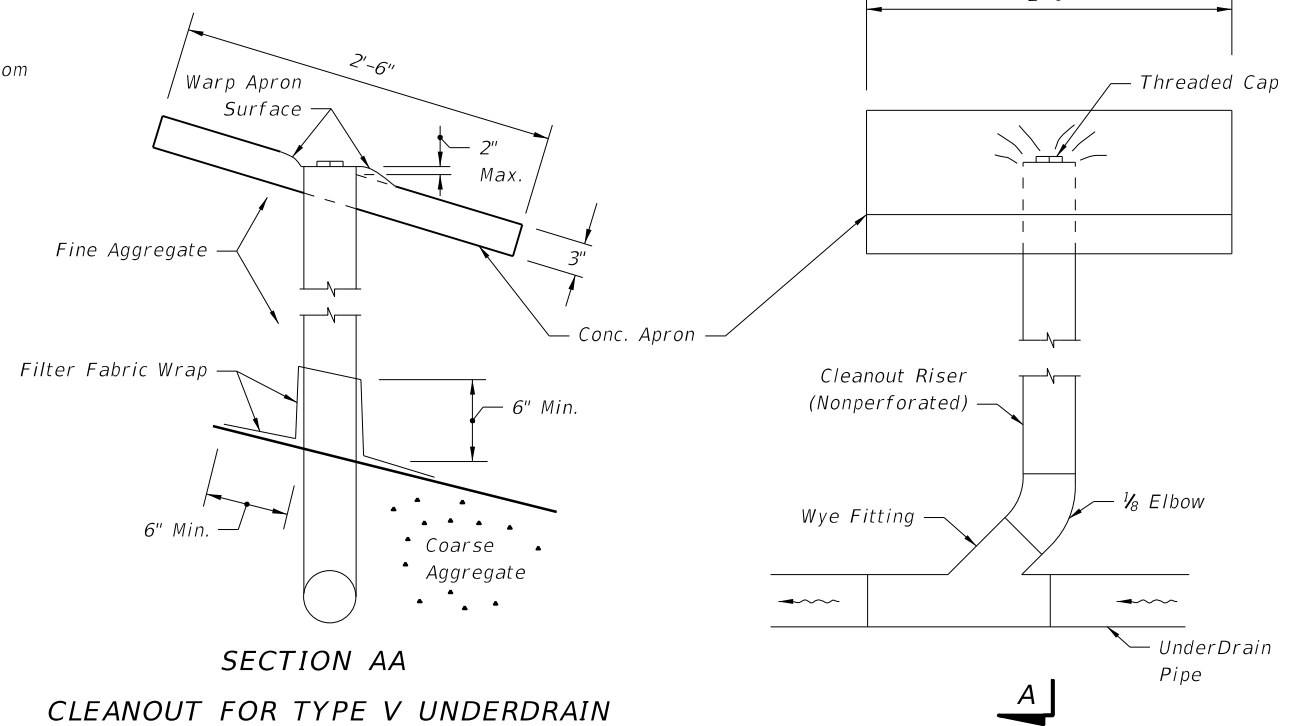 om
2'-6"
Warp Apron
Surface
2"
Max.
Fine Aggregate
3"
Conc. Apron
Filter Fabric Wrap
6" Min.
6" Min.
Coarse
Aggregate
SECTION AA
CLEANOUT FOR TYPE V UNDERDRAIN
Threaded Cap
Cleanout Riser
(Nonperforated)
Wye Fitting
⅛ Elbow
UnderDrain
Pipe
A